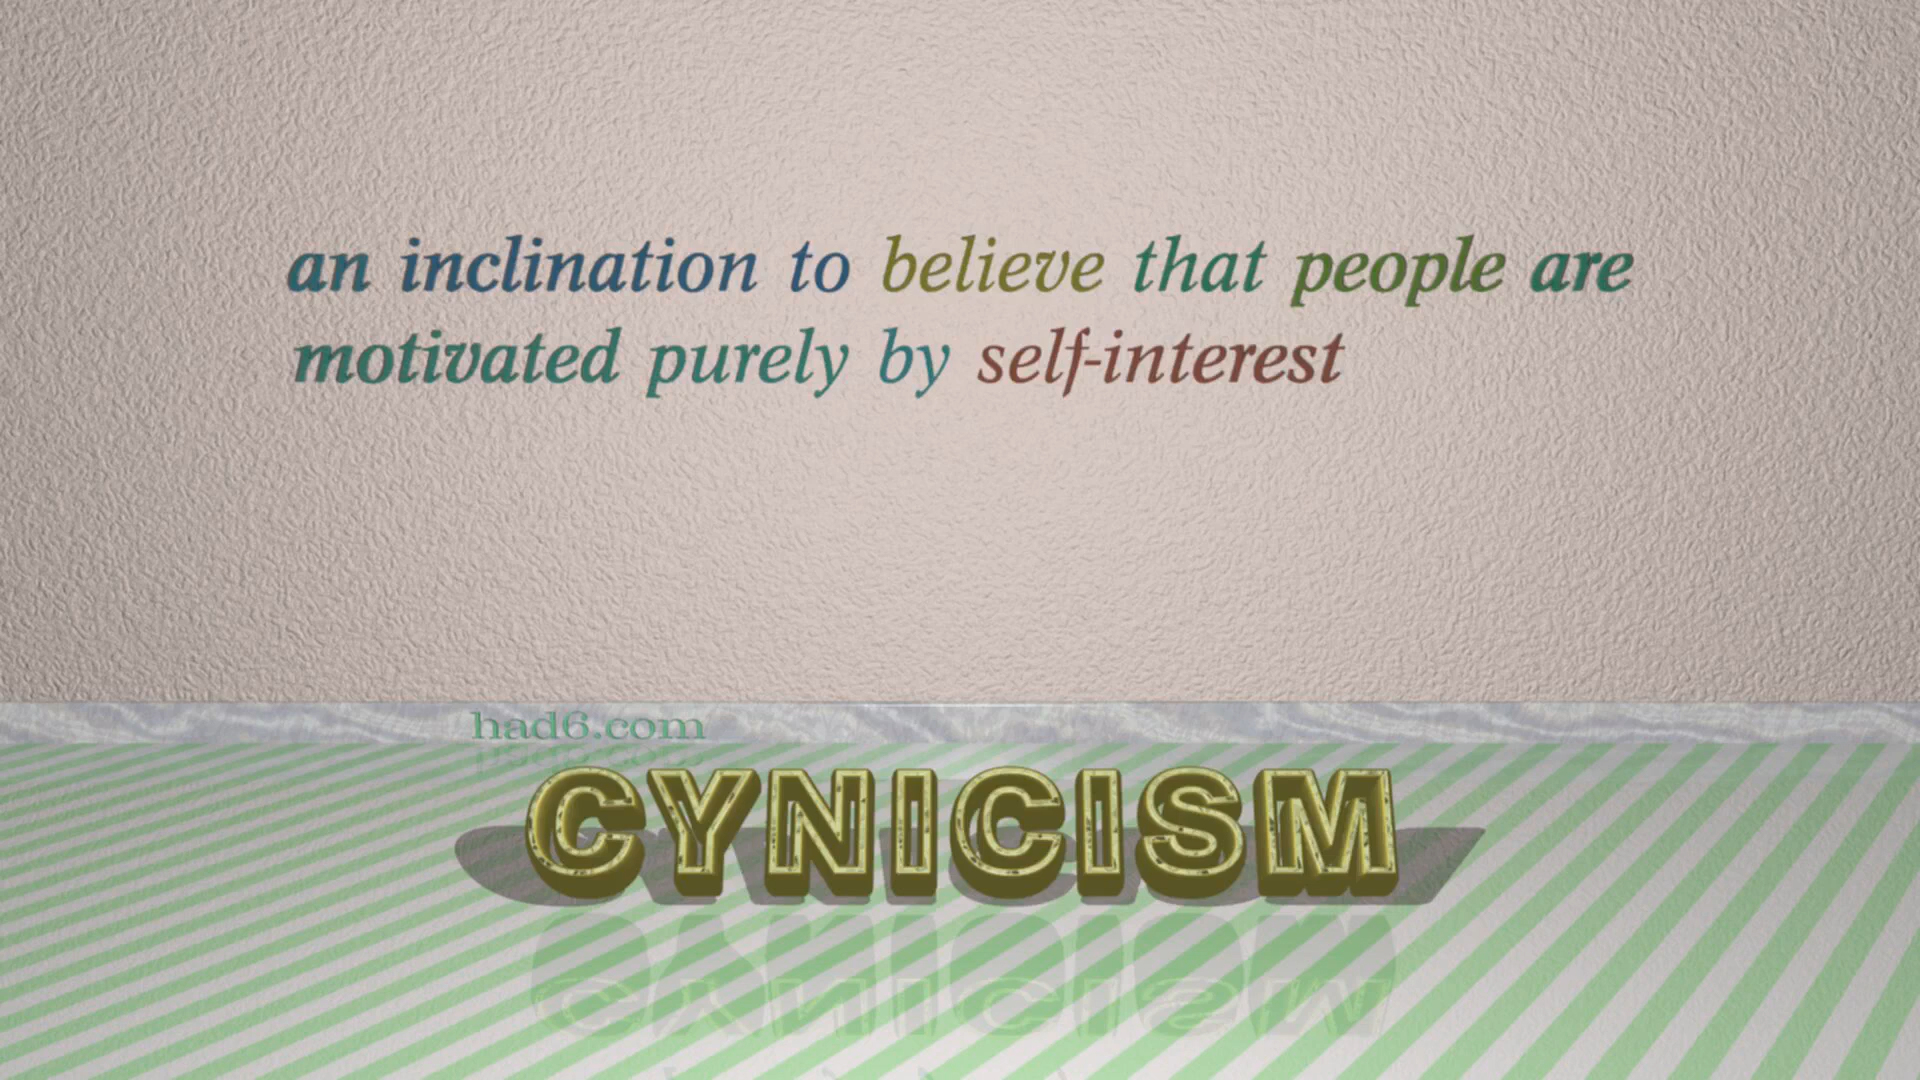 an inclination to believe that people are
motivated purely by self-interest
had6.com
CYNICISM